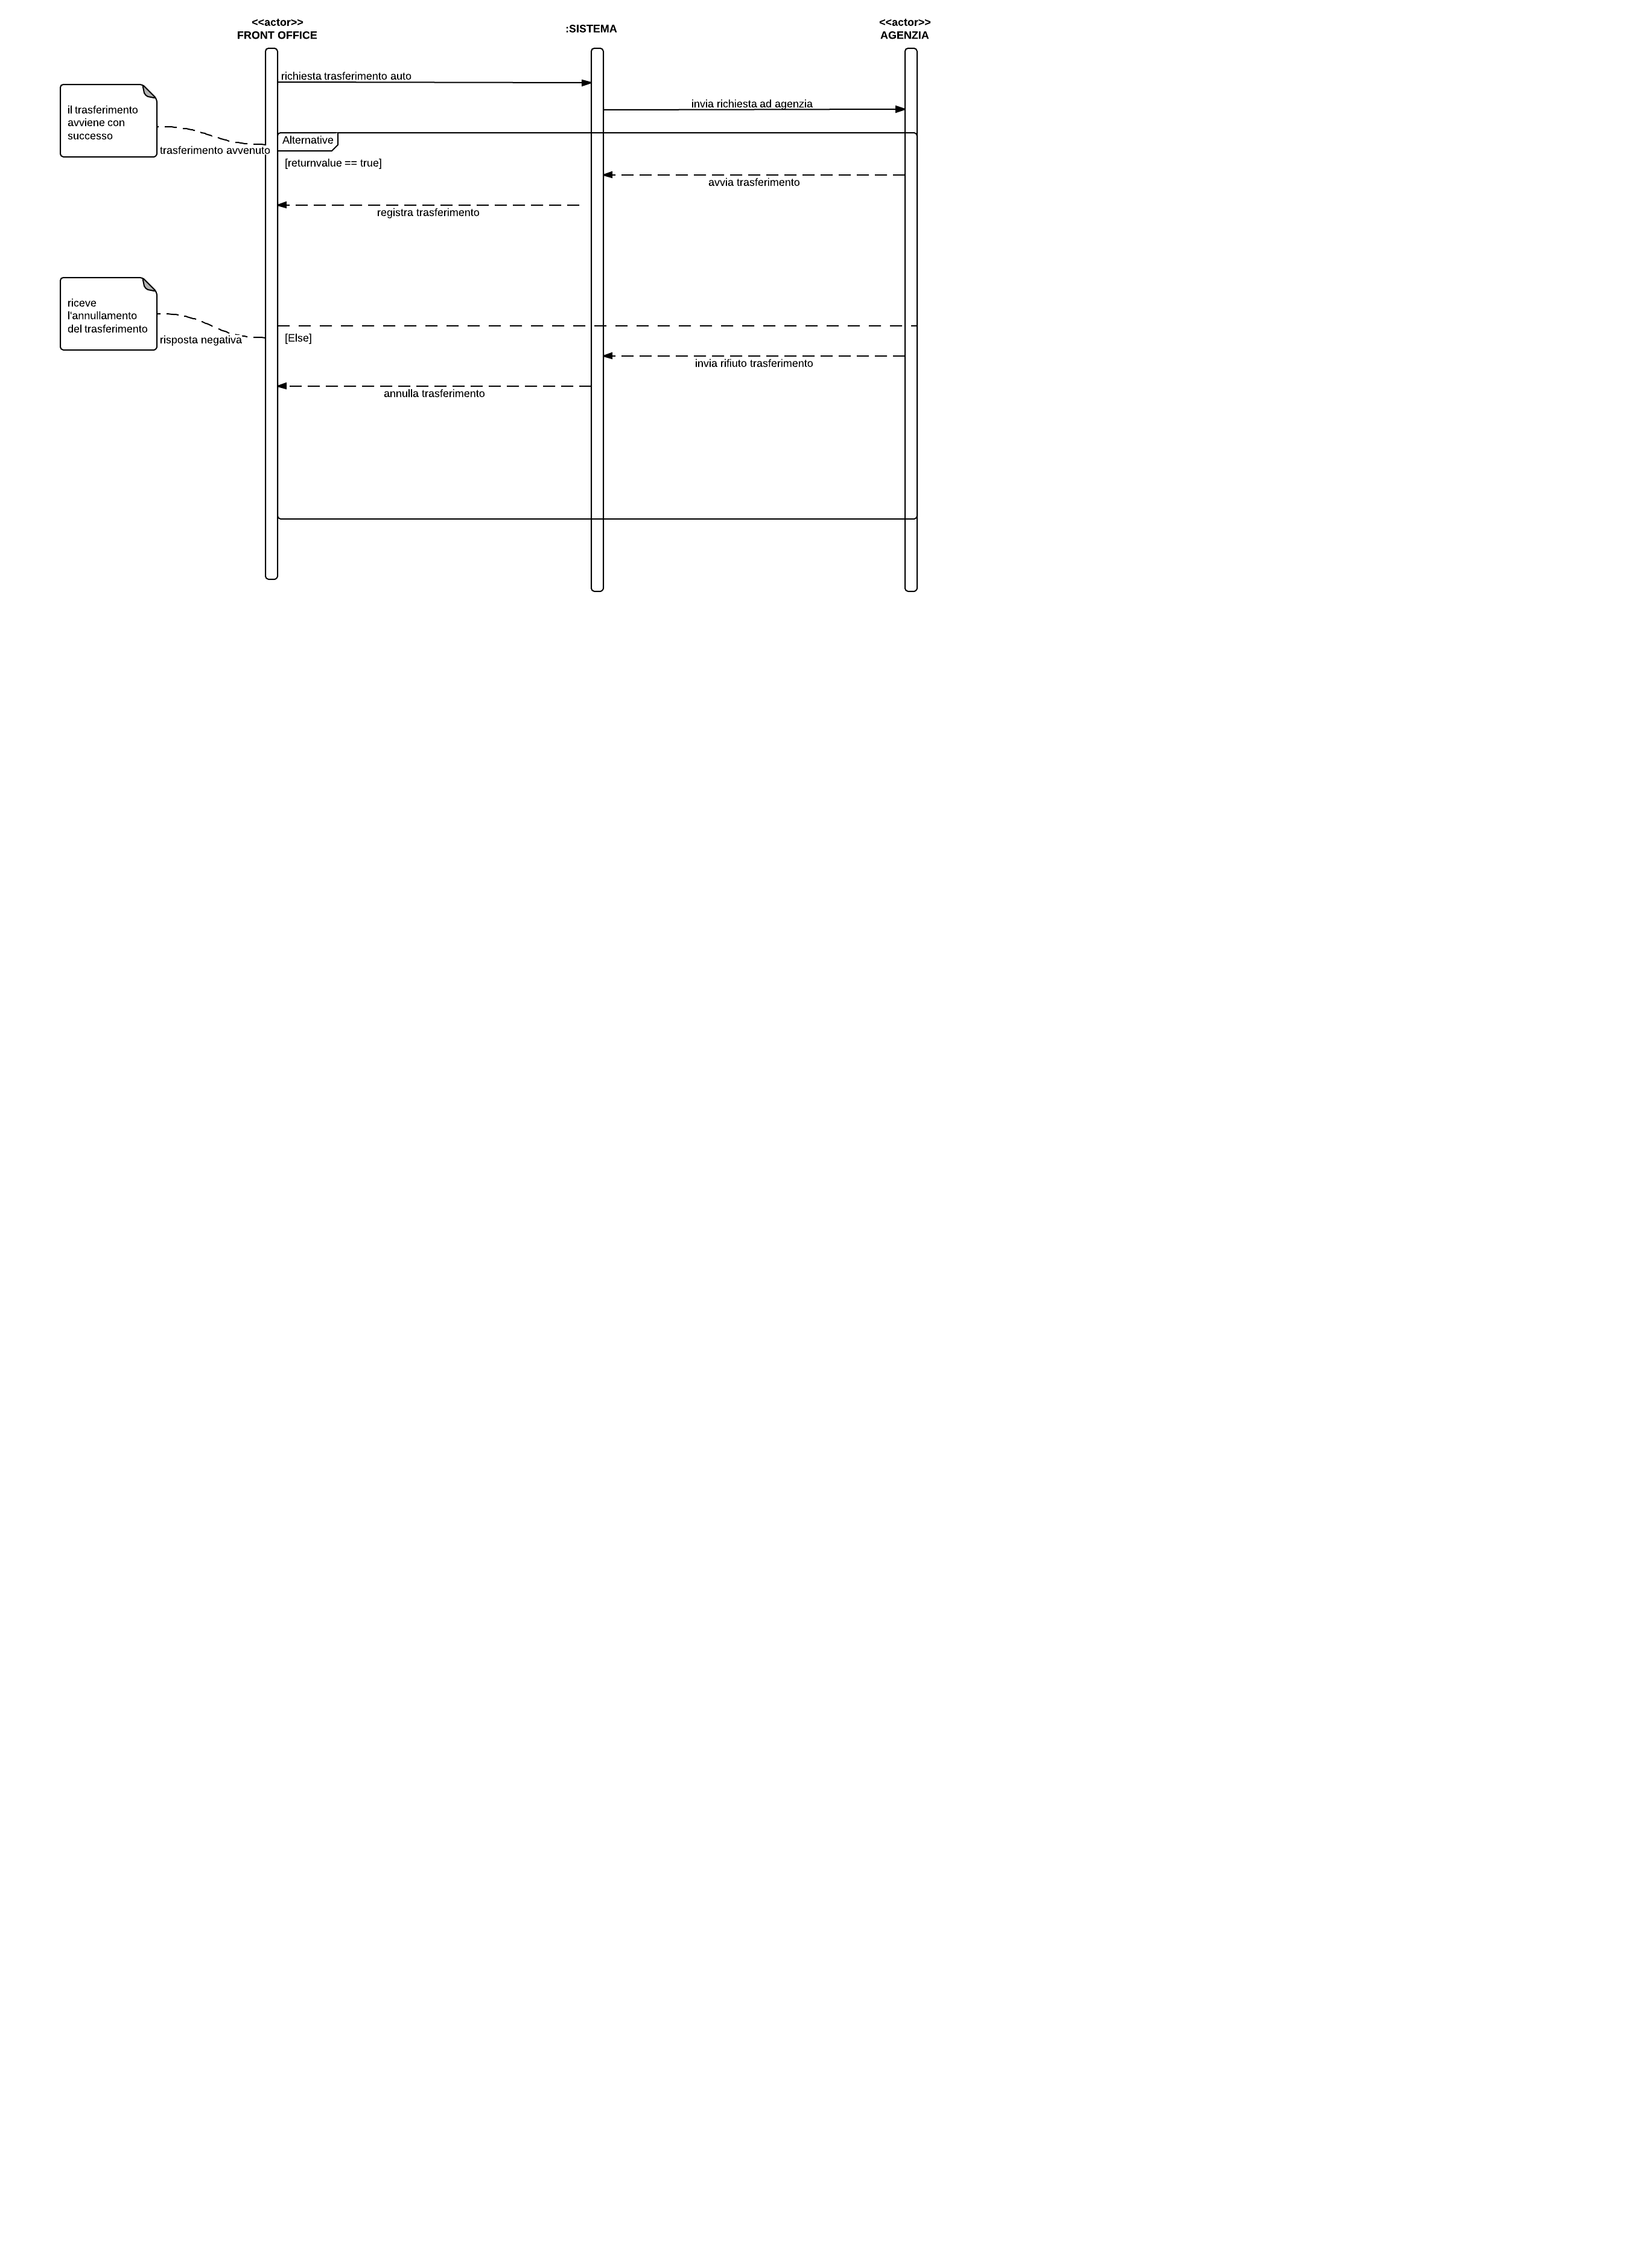 <<actor>>
FRONT OFFICE
:SISTEMA
<<actor>>
AGENZIA
richiesta trasferimento auto
invia richiesta ad agenzia
il trasferimento
avviene con
successo
trasferimento avvenuto
Alternative
[returnvalue == true]
avvia trasferimento
registra trasferimento
riceve
l'annullamento
del trasferimento
risposta negativa
[Else]
invia rifiuto trasferimento
annulla trasferimento